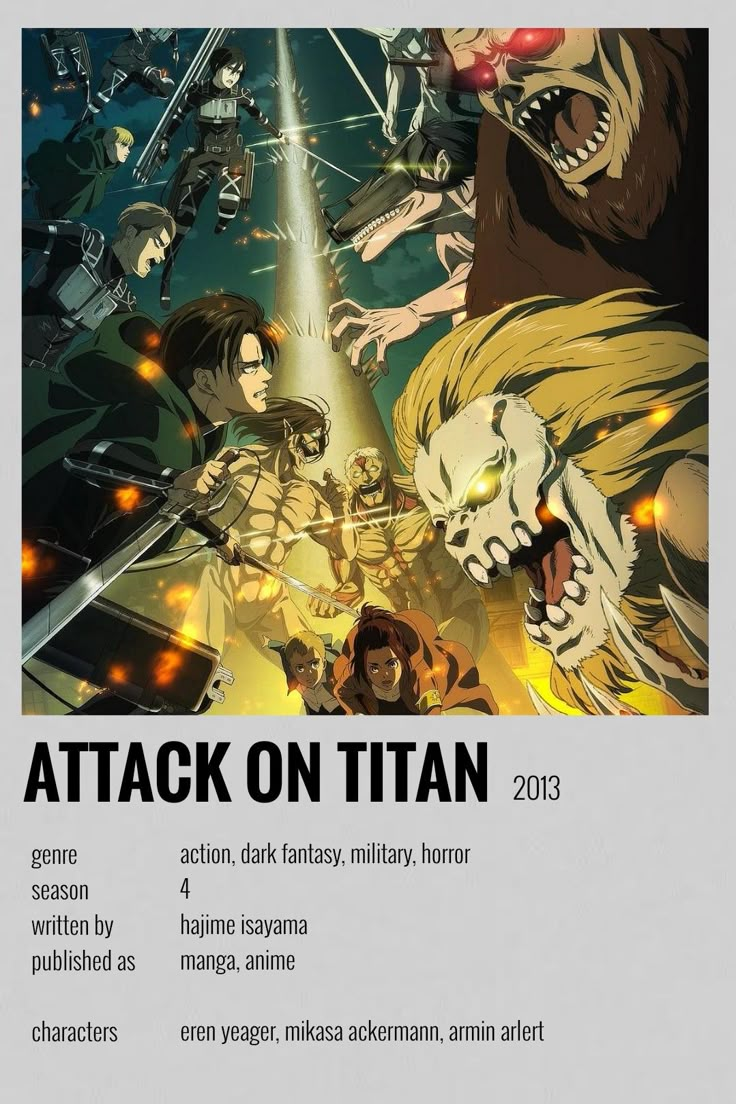 ATTACK ON TITAN 2013
genre action, dark fantasy, military, horror
season 4
written by hajime isayama
published as manga, anime
characters eren yeager, mikasa ackermann, armin arlert